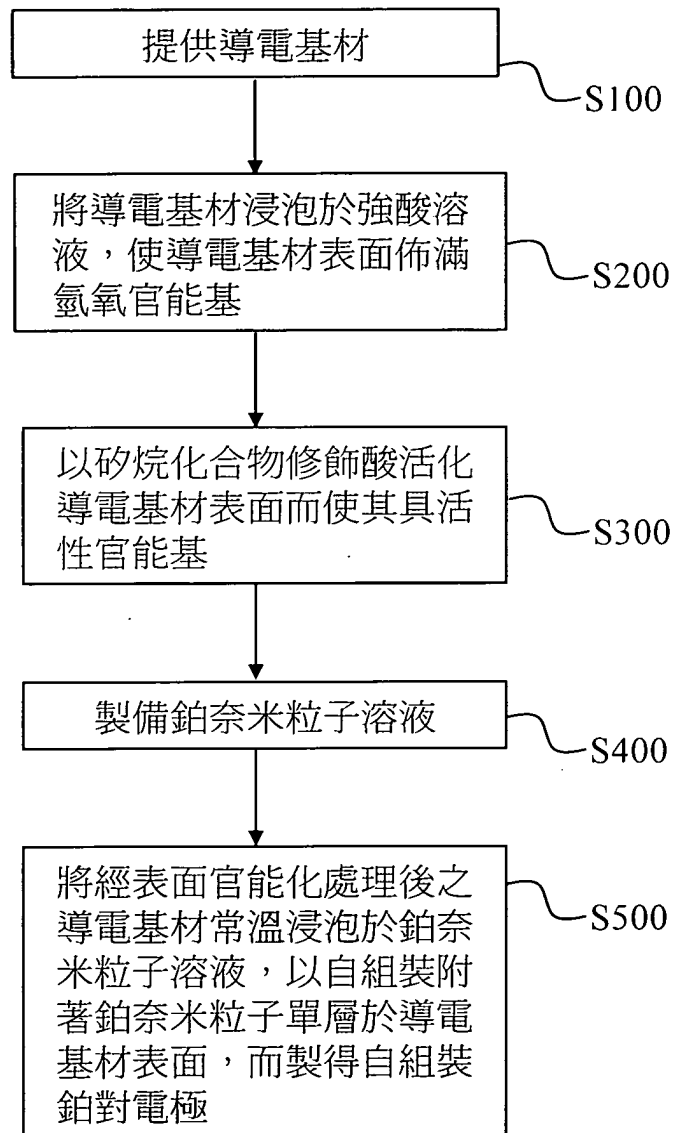 提供導電基材
S100
將導電基材浸泡於強酸溶
液，使導電基材表面佈滿
氫氧官能基
S200
以矽烷化合物修飾酸活化
導電基材表面而使其具活
性官能基
S300
製備鉑奈米粒子溶液
S400
將經表面官能化處理後之
導電基材常溫浸泡於鉑奈
米粒子溶液，以自組裝附
著鉑奈米粒子單層於導電
基材表面，而製得自組裝
鉑對電極
S500